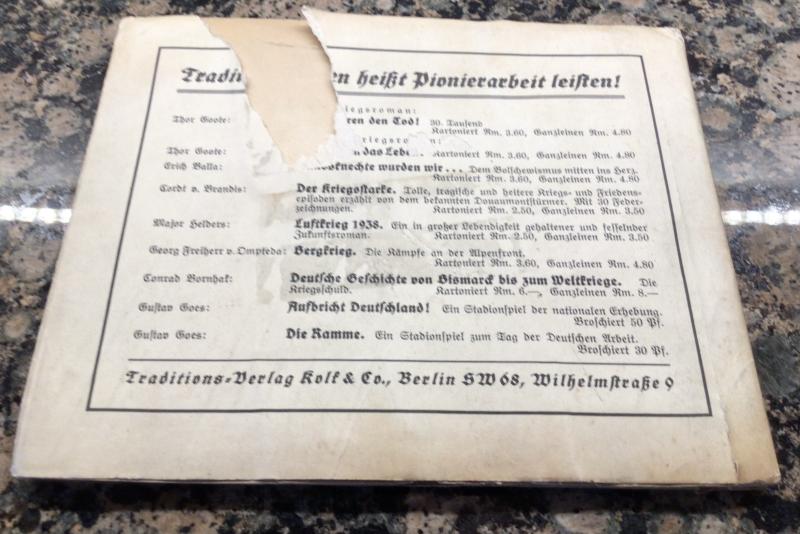 heißt Pionierarbeit leisten!
Thor Goote: ren den Tod! 30. Tausend
Kartoniert Rm. 3.60, Ganzleinen Rm. 4.80
Thor Goote: Kartoniert Rm. 3.60, Ganzleinen Rm. 4.80
Erich Balla: knechte wurden wir ... Dem Bolschewismus mitten ins Herz.
Kartoniert Rm. 3.60, Ganzleinen Rm. 4.80
Cordt v. Brandis: Der Kriegsstarke. Tolle, tragische und heitere Kriegs- und Friedens-
episoden erzählt von dem bekannten Douaumontstürmer. Mit 30 Feder-
zeichnungen. Kartoniert Rm. 2.50, Ganzleinen Rm. 3.50
Major Helders: Luftkrieg 1938. Ein in großer Lebendigkeit gehaltener und fesselnder
Zukunftsroman. Kartoniert Rm. 2.50, Ganzleinen Rm. 3.50
Georg Freiherr v. Ompteda: Bergkrieg. Die Kämpfe an der Alpenfront.
Kartoniert Rm. 3.60, Ganzleinen Rm. 4.80
Conrad Bornhak: Deutsche Geschichte von Bismarck bis zum Weltkriege. Die
Kriegsschuld. Kartoniert Rm. 6.—, Ganzleinen Rm. 8.—
Gustav Goes: Aufbricht Deutschland! Ein Stadionspiel der nationalen Erhebung.
Broschiert 50 Pf.
Gustav Goes: Die Ramme. Ein Stadionspiel zum Tag der Deutschen Arbeit.
Broschiert 30 Pf.
Traditions-Verlag Kolk & Co., Berlin SW 68, Wilhelmstraße 9